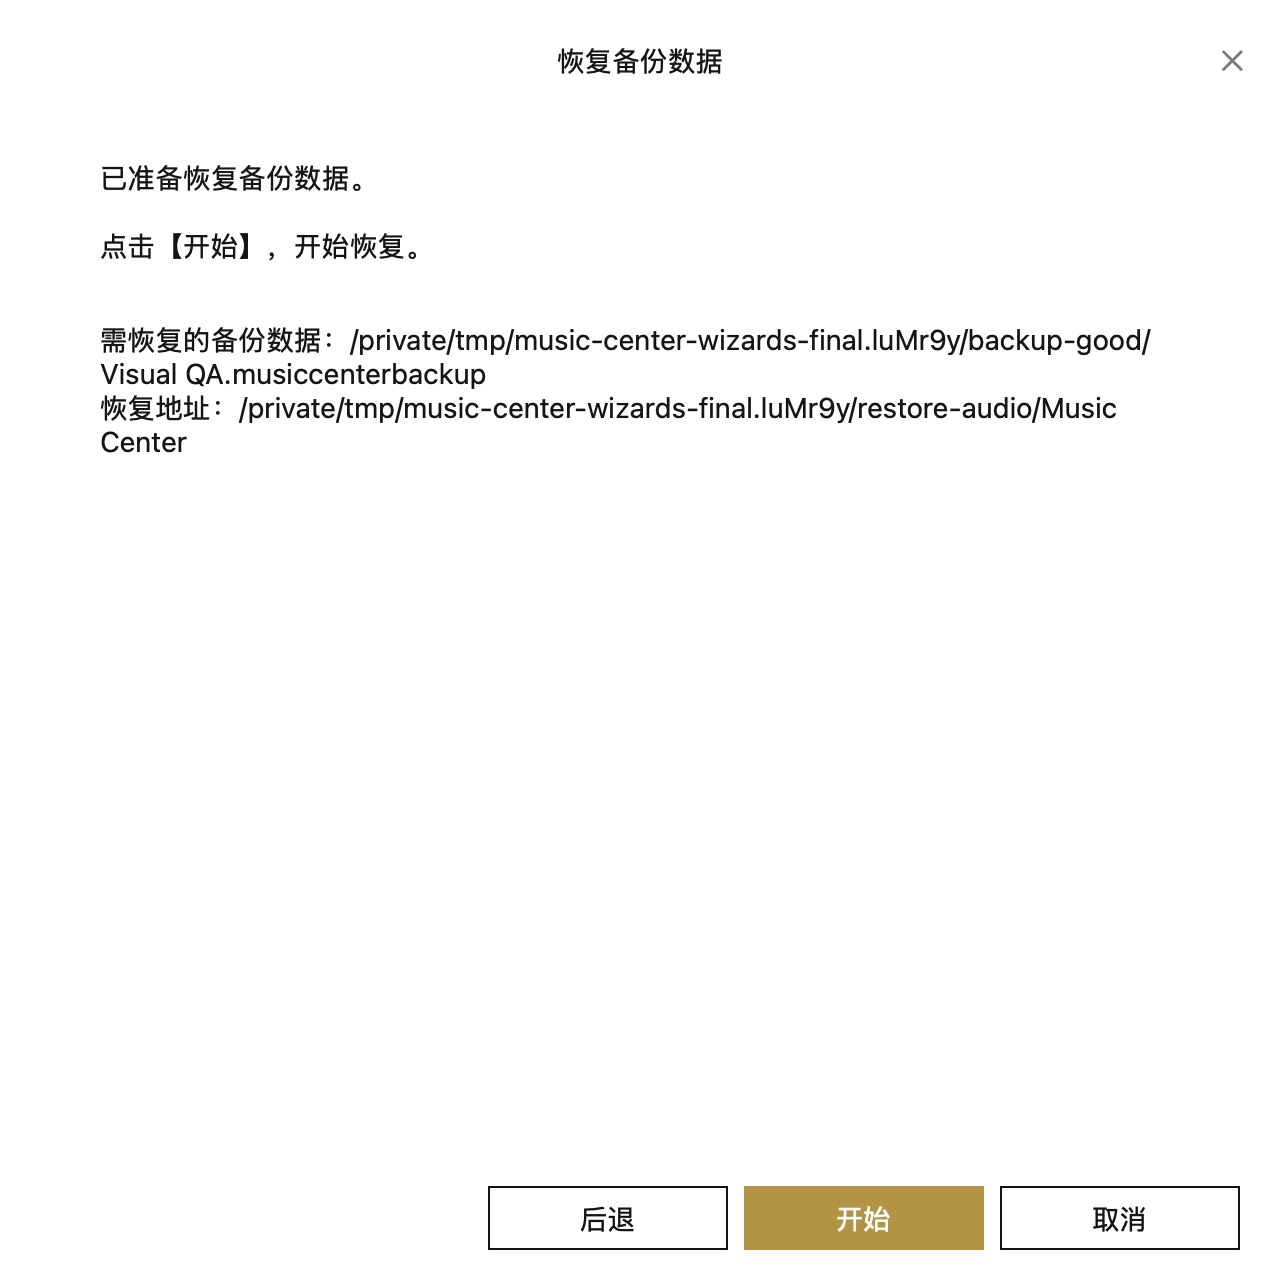 恢复备份数据
已准备恢复备份数据。
点击【开始】，开始恢复。
需恢复的备份数据：/private/tmp/music-center-wizards-final.luMr9y/backup-good/
Visual QA.musiccenterbackup
恢复地址：/private/tmp/music-center-wizards-final.luMr9y/restore-audio/Music
Center
后退
开始
取消